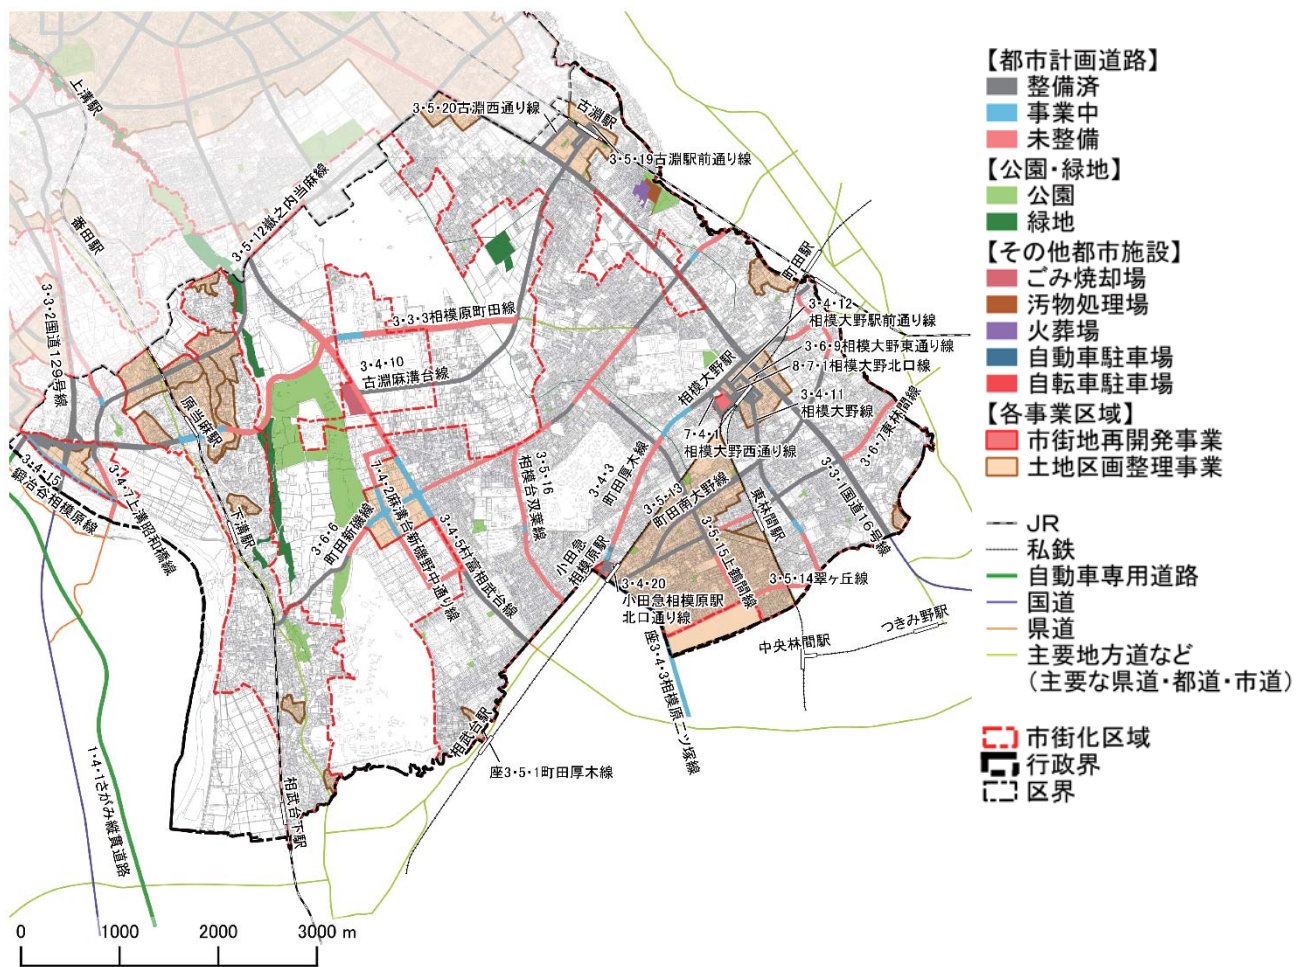 上溝駅
3・5・20古淵西通り線
古淵駅
3・5・19古淵駅前通り線
3・5・12嶽之内当麻線
番田駅
町田駅
3・3・2国道129号線
3・3・3相模原町田線
3・4・12
相模大野駅前通り線
3・6・9相模大野東通り線
8・7・1相模大野北口線
相模大野駅
3・4・10
古淵麻溝台線
3・4・11
相模大野線
原当麻駅
7・4・1
相模大野西通り線
3・6・7東林間線
3・4・15
鍛冶谷相模原線
3・4・7上溝昭和橋線
下溝駅
3・6・6
町田新磯線
7・4・2麻溝台新磯野中通り線
3・4・5村富相武台線
3・5・16
相模台双葉線
3・4・3
町田厚木線
3・5・13
町田南大野線
東林間駅
3・3・1国道16号線
小田急
相模原駅
3・5・15上鶴間線
3・5・14翠ヶ丘線
3・4・20
小田急相模原駅
北口通り線
つきみ野駅
中央林間駅
座3・4・3相模原二ツ塚線
相武台駅
座3・5・1町田厚木線
相武台下駅
1・4・1さがみ縦貫道路
0 1000 2000 3000 m
【都市計画道路】
整備済
事業中
未整備
【公園・緑地】
公園
緑地
【その他都市施設】
ごみ焼却場
汚物処理場
火葬場
自動車駐車場
自転車駐車場
【各事業区域】
市街地再開発事業
土地区画整理事業
JR
私鉄
自動車専用道路
国道
県道
主要地方道など
（主要な県道・都道・市道）
市街化区域
行政界
区界